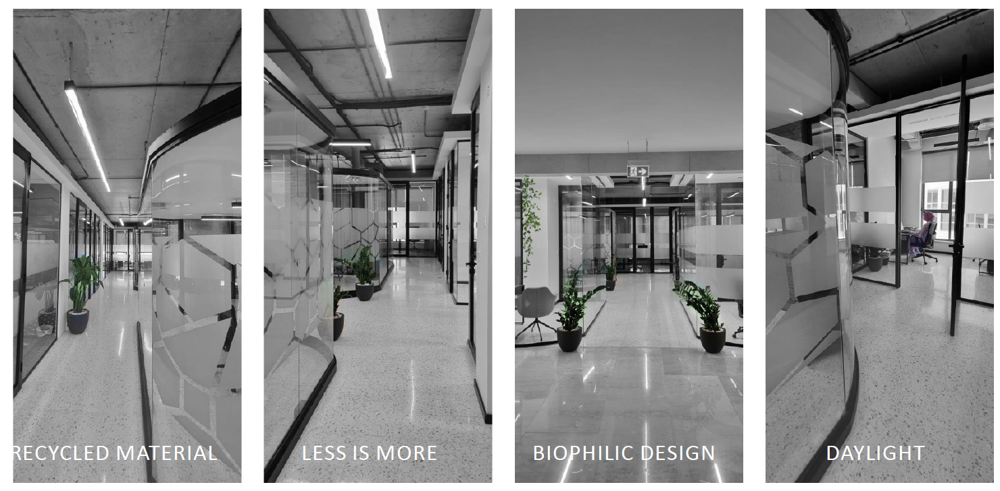 RECYCLED MATERIAL
LESS IS MORE
BIOPHILIC DESIGN
DAYLIGHT